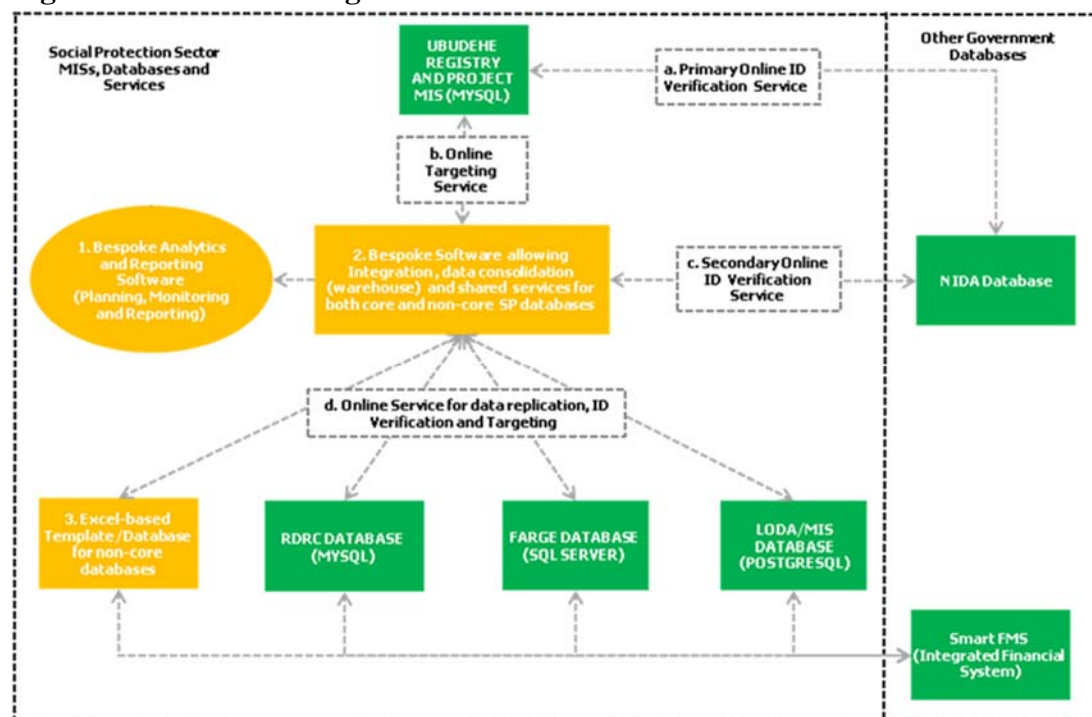 Social Protection Sector
MISs, Databases and
Services
UBUDEHE
REGISTRY
AND PROJECT
MIS (MYSQL)
a. Primary Online ID
Verification Service
Other Government
Databases
b. Online
Targeting
Service
1. Bespoke Analytics
and Reporting
Software
(Planning, Monitoring
and Reporting)
2. Bespoke Software allowing
Integration, data consolidation
(warehouse) and shared services for
both core and non-core SP databases
c. Secondary Online
ID Verification
Service
NIDA Database
d. Online Service for data replication, ID
Verification and Targeting
3. Excel-based
Template/Database
for non-core
databases
RDRC DATABASE
(MYSQL)
FARGE DATABASE
(SQL SERVER)
LODA/MIS
DATABASE
(POSTGRESQL)
Smart FMS
(Integrated Financial
System)